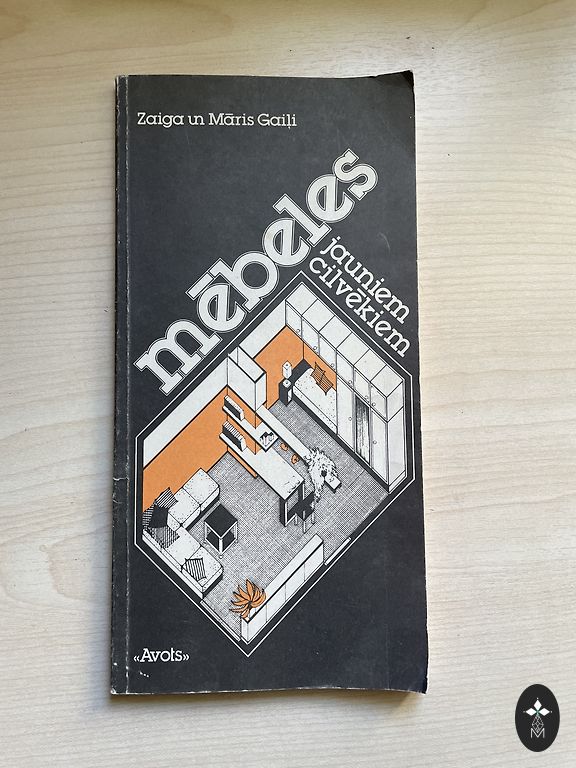 Zaiga un Māris Gaiļi
mēbeles
jauniem
cilvēkiem
«Avots»
M